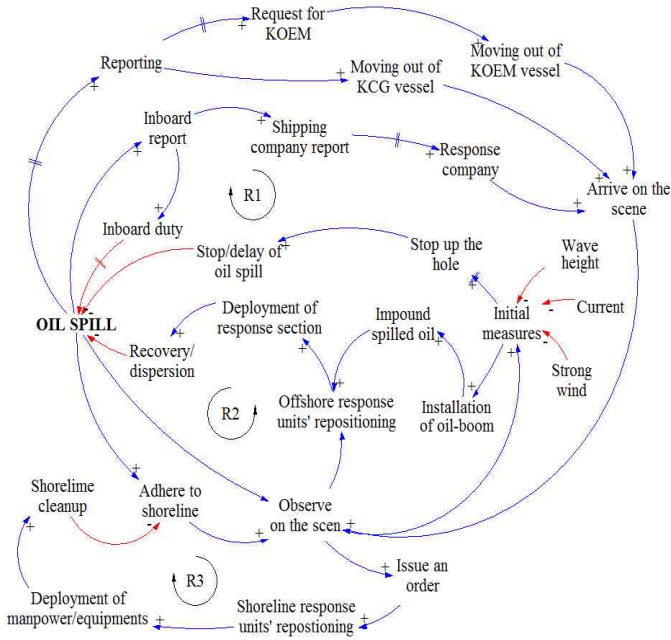 Request for
KOEM
Reporting
Moving out of
KCG vessel
Moving out of
KOEM vessel
Inboard
report
Shipping
company report
Response
company
Arrive on the
scene
R1
Inboard duty
Stop/delay of
oil spill
Stop up the
hole
Wave
height
Current
Strong
wind
Initial
measures
OIL SPILL
Deployment of
response section
Impound
spilled oil
Recovery/
dispersion
R2
Offshore response
units' repositioning
Installation
of oil-boom
Shorelime
cleanup
Adhere to
shoreline
Observe
on the scen
R3
Issue an
order
Deployment of
manpower/equipments
Shoreline response
units' repostioning